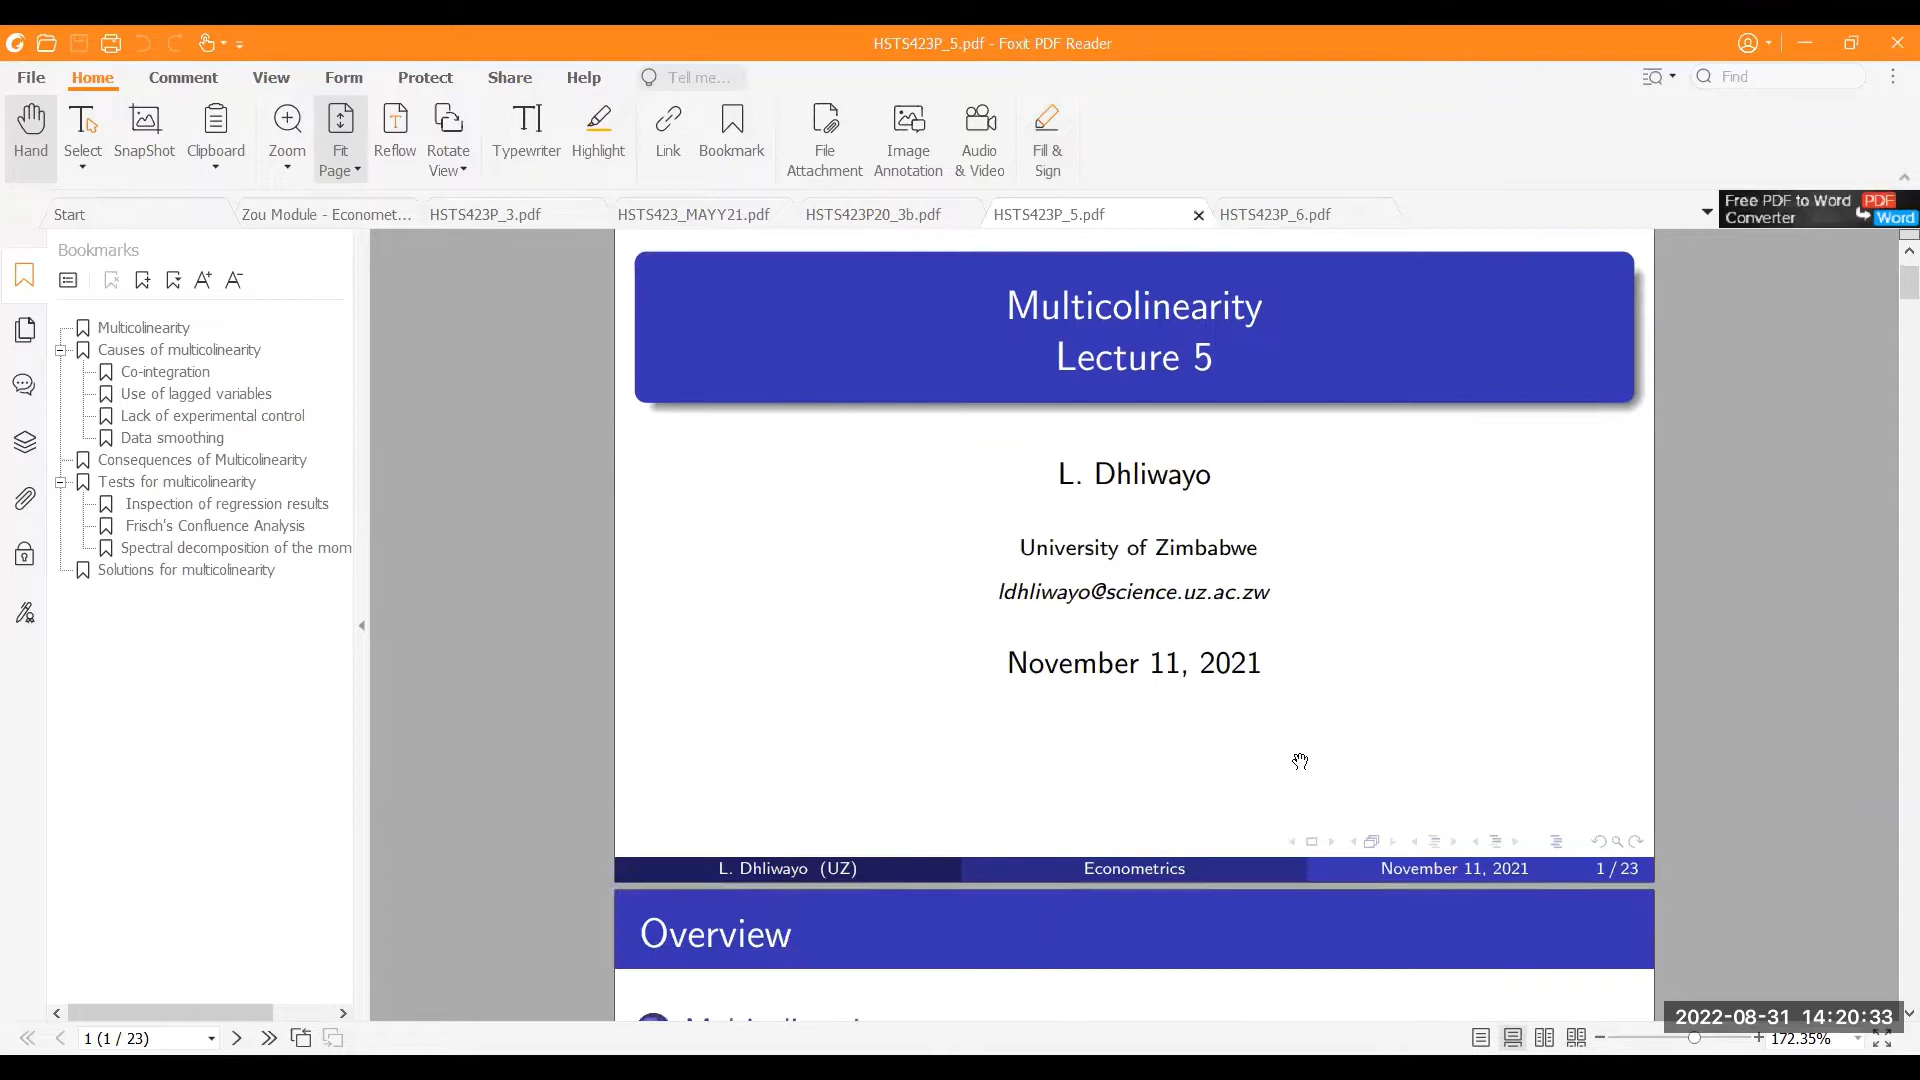 HSTS423P_5.pdf - Foxit PDF Reader
File Home Comment View Form Protect Share Help Tell me... Find
Hand Select SnapShot Clipboard Zoom Fit Page Reflow Rotate View Typewriter Highlight Link Bookmark File Attachment Image Annotation Audio & Video Fill & Sign
Start Zou Module - Economet... HSTS423P_3.pdf HSTS423_MAYY21.pdf HSTS423P20_3b.pdf HSTS423P_5.pdf HSTS423P_6.pdf
Free PDF to Word Converter PDF Word
Bookmarks
Multicolinearity
Causes of multicolinearity
Co-integration
Use of lagged variables
Lack of experimental control
Data smoothing
Consequences of Multicolinearity
Tests for multicolinearity
Inspection of regression results
Frisch's Confluence Analysis
Spectral decomposition of the mom
Solutions for multicolinearity
Multicolinearity
Lecture 5
L. Dhliwayo
University of Zimbabwe
ldhliwayo@science.uz.ac.zw
November 11, 2021
L. Dhliwayo (UZ) Econometrics November 11, 2021 1 / 23
Overview
2022-08-31 14:20:33
1 (1 / 23) 172.35%